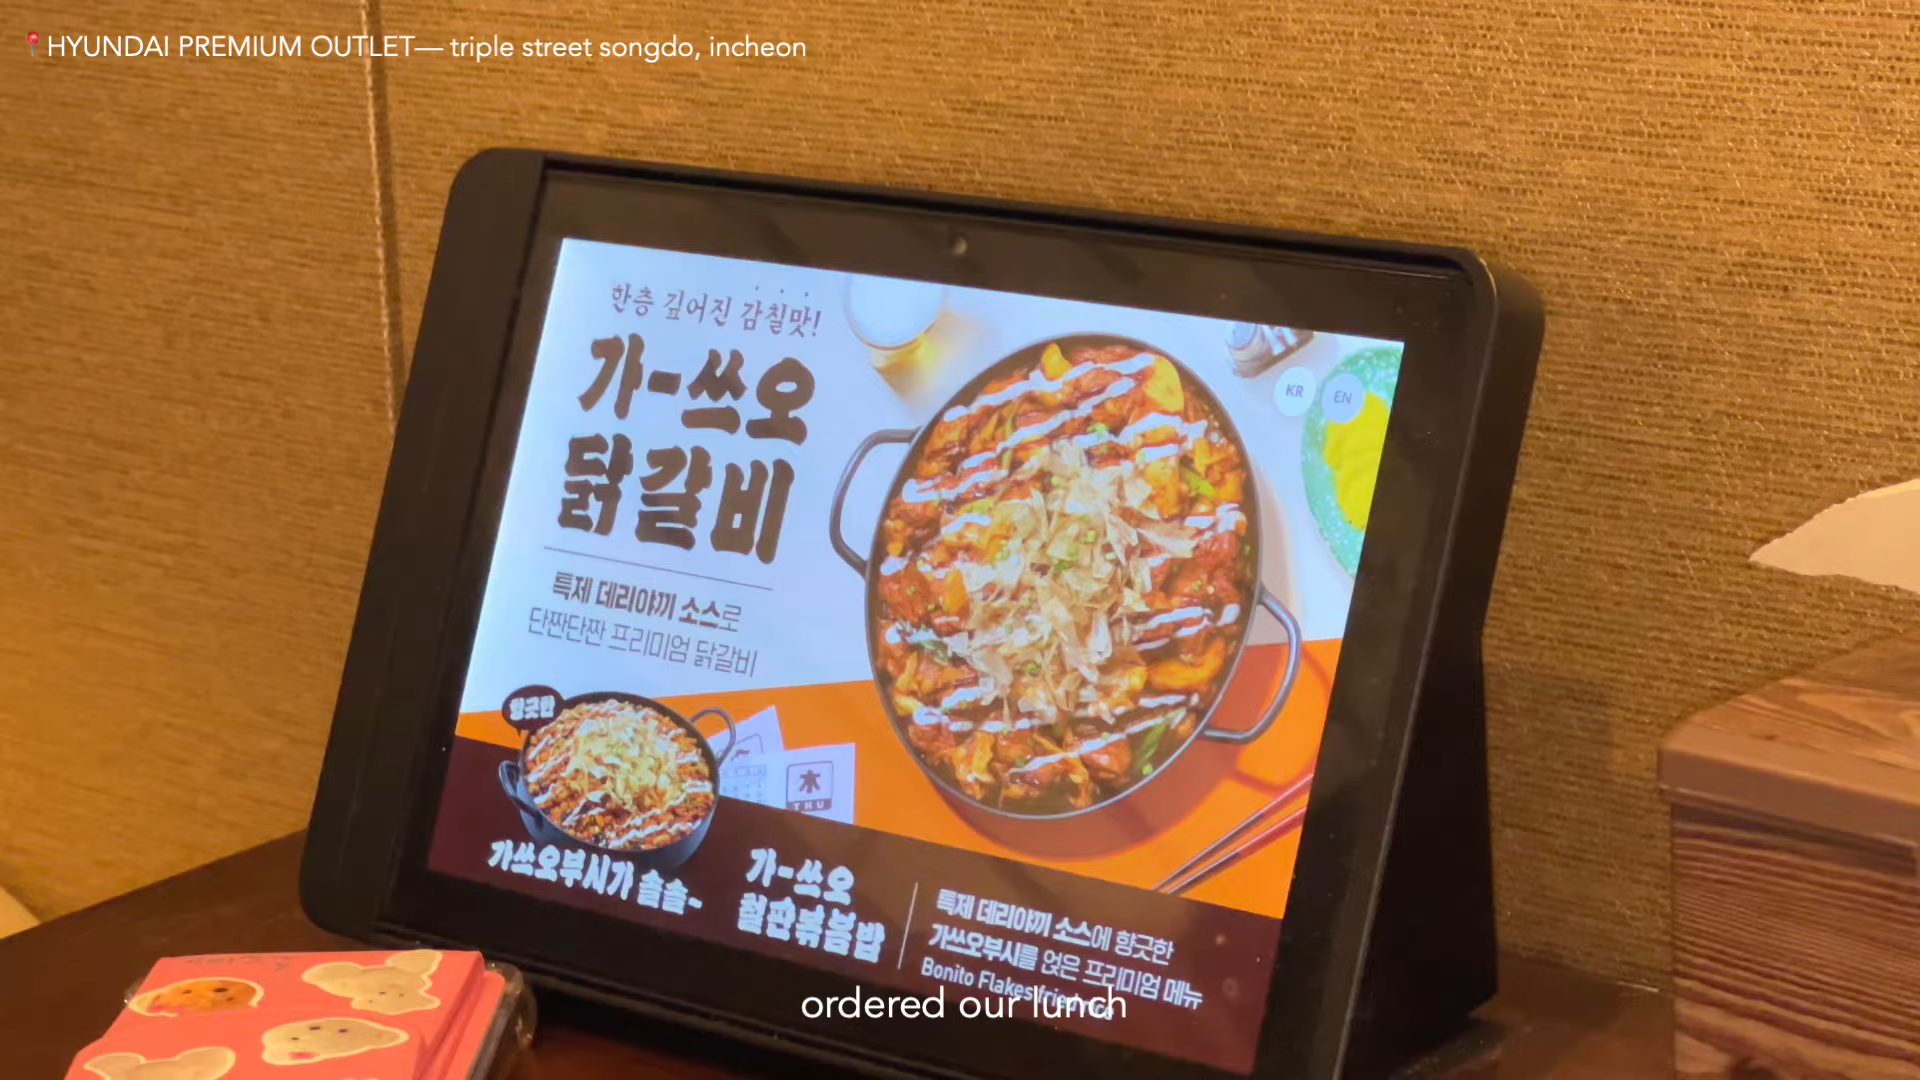 📍HYUNDAI PREMIUM OUTLET— triple street songdo, incheon
한층 깊어진 감칠맛!
가-쓰오
닭갈비
KR
EN
특제 데리야끼 소스로
단짠단짠 프리미엄 닭갈비
향긋한
가쓰오부시가 솔솔~
木
THU
가-쓰오
철판볶음밥
특제 데리야끼 소스에 향긋한
가쓰오부시를 얹은 프리미엄 메뉴
Bonito Flakes fried rice
ordered our lunch